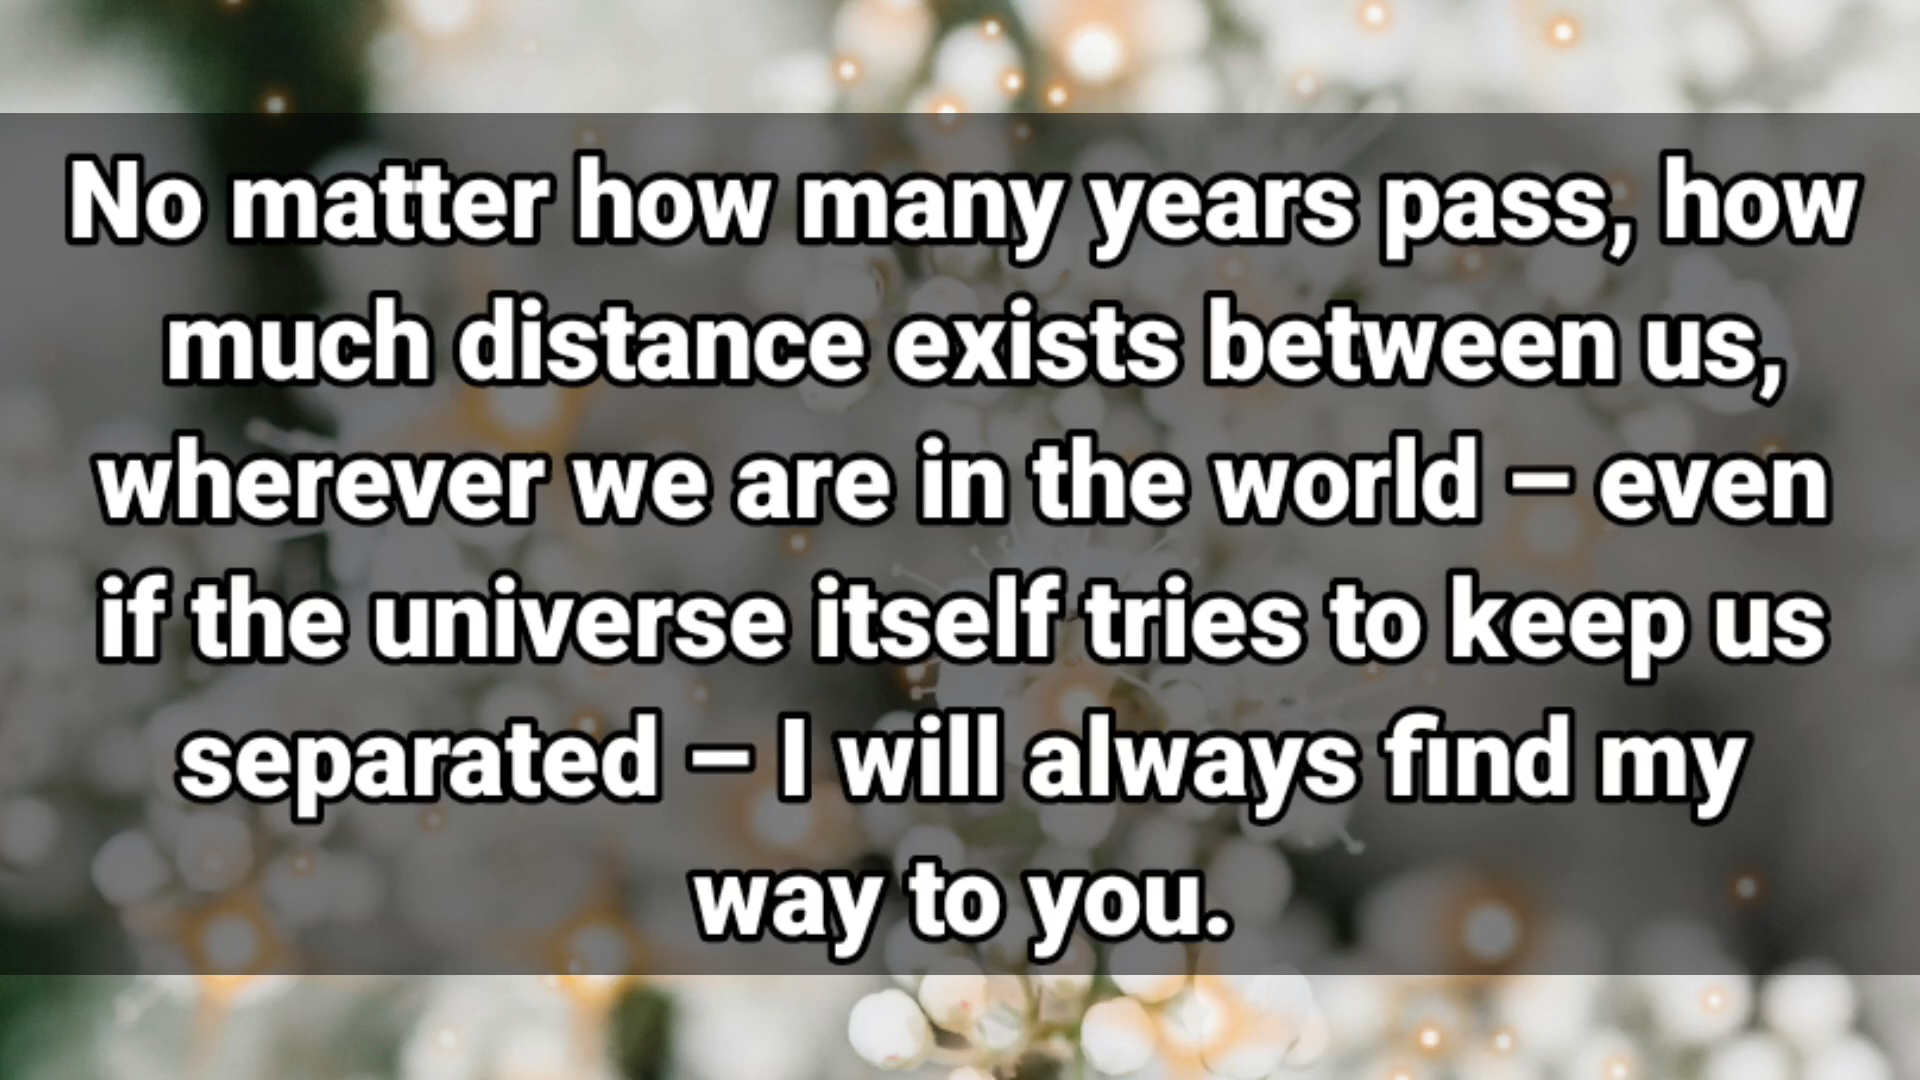 No matter how many years pass, how
much distance exists between us,
wherever we are in the world – even
if the universe itself tries to keep us
separated – I will always find my
way to you.